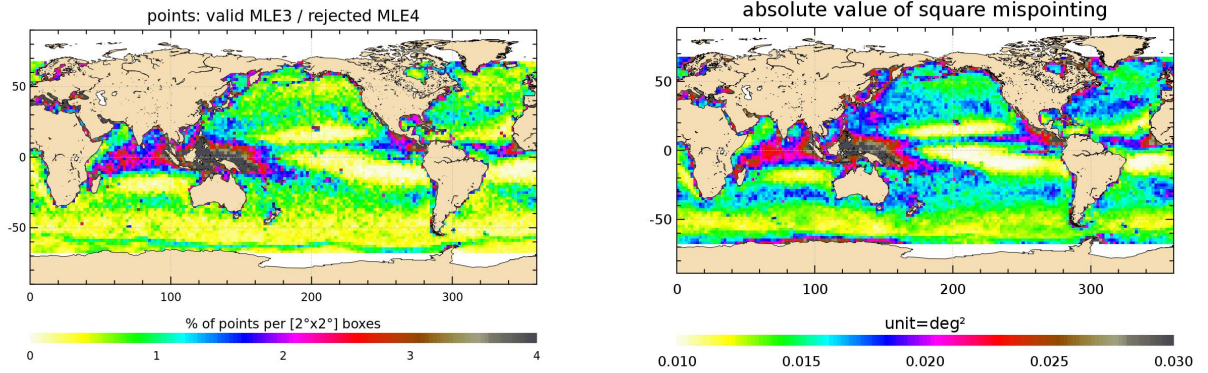 points: valid MLE3 / rejected MLE4
50
0
-50
0 100 200 300
% of points per [2°x2°] boxes
0 1 2 3 4
absolute value of square mispointing
50
0
-50
0 100 200 300
unit=deg²
0.010 0.015 0.020 0.025 0.030